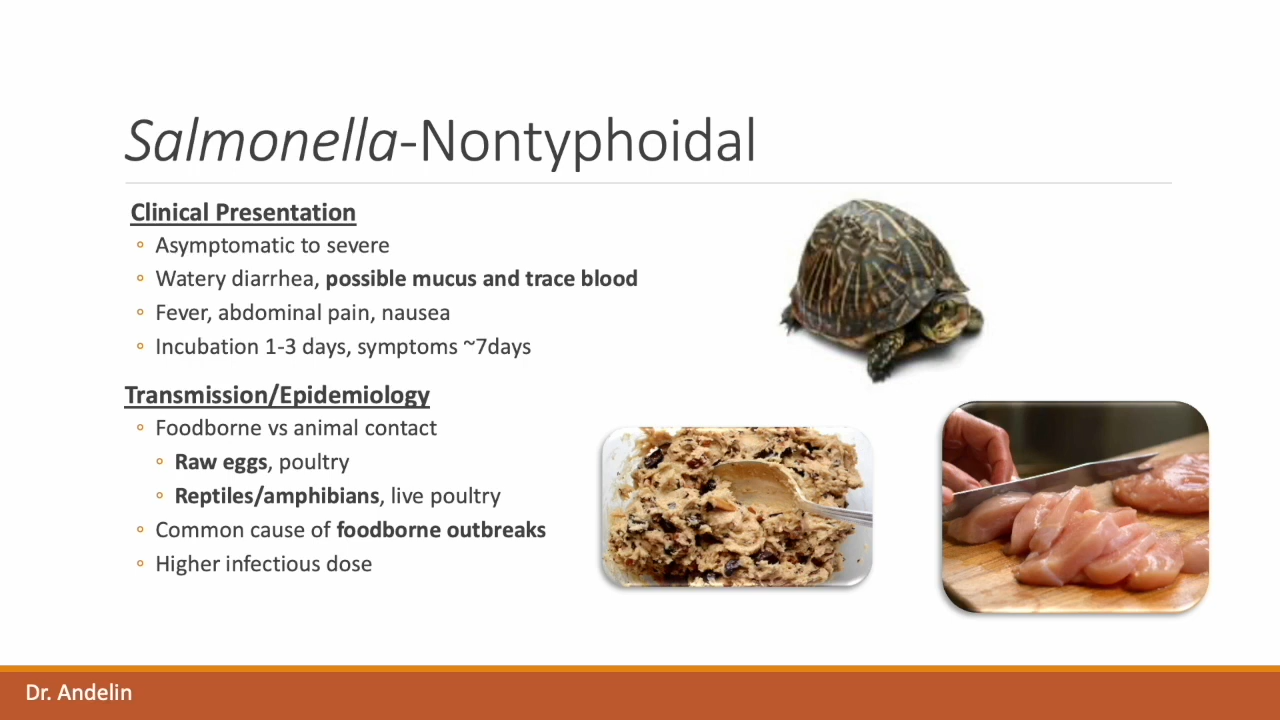 Salmonella-Nontyphoidal
Clinical Presentation
◦ Asymptomatic to severe
◦ Watery diarrhea, possible mucus and trace blood
◦ Fever, abdominal pain, nausea
◦ Incubation 1-3 days, symptoms ~7days
Transmission/Epidemiology
◦ Foodborne vs animal contact
◦ Raw eggs, poultry
◦ Reptiles/amphibians, live poultry
◦ Common cause of foodborne outbreaks
◦ Higher infectious dose
Dr. Andelin